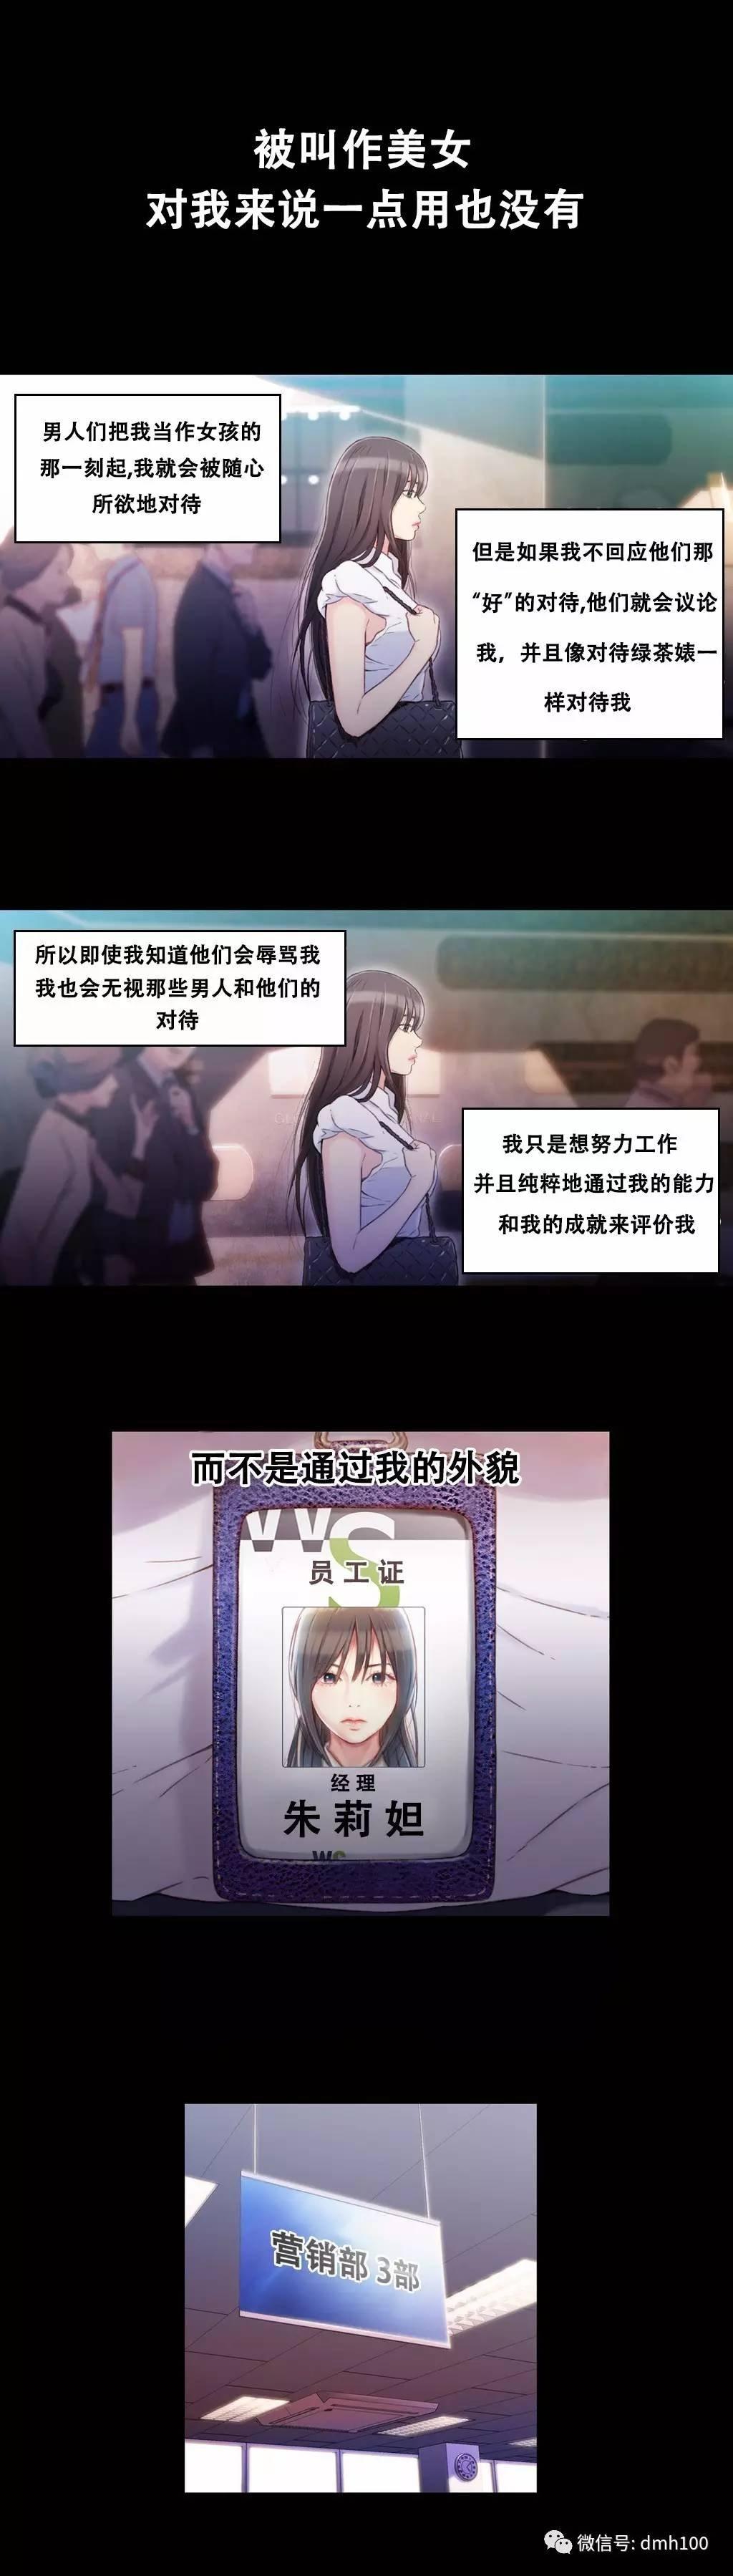 被叫作美女
对我来说一点用也没有
男人们把我当作女孩的
那一刻起,我就会被随心
所欲地对待
但是如果我不回应他们那
“好”的对待,他们就会议论
我，并且像对待绿茶婊一
样对待我
所以即使我知道他们会辱骂我
我也会无视那些男人和他们的
对待
我只是想努力工作
并且纯粹地通过我的能力
和我的成就来评价我
而不是通过我的外貌
WS
员工证
经理
朱莉妲
WS
营销部 3部
微信号: dmh100